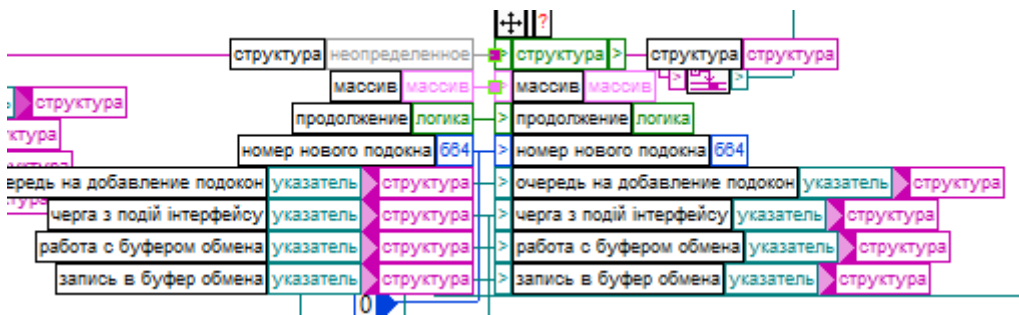 ?
структура неопределенное > структура > структура структура
массив массив массив массив > >
> структура
продолжение логика > продолжение логика
номер нового подокна б64 > номер нового подокна б64
указатель структура > очередь на добавление подокон указатель структура
черга з подій інтерфейсу указатель структура > черга з подій інтерфейсу указатель структура
работа с буфером обмена указатель структура > работа с буфером обмена указатель структура
запись в буфер обмена указатель структура > запись в буфер обмена указатель структура
0